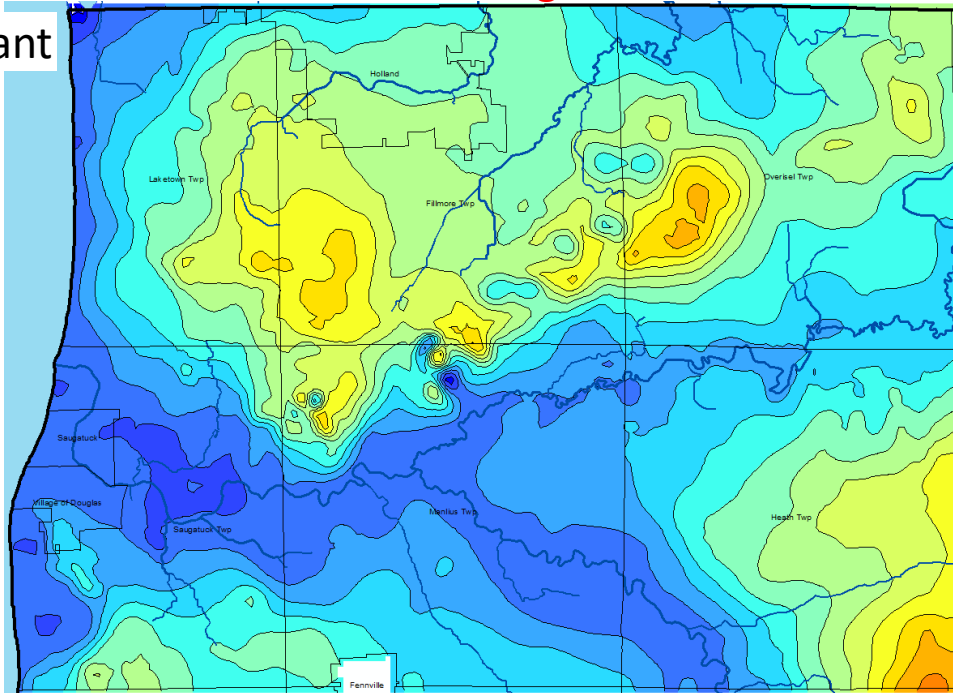 ant
Holland
Laketown Twp
Overisel Twp
Fillmore Twp
Saugatuck
Village of Douglas
Manlius Twp
Heath Twp
Saugatuck Twp
Fennville